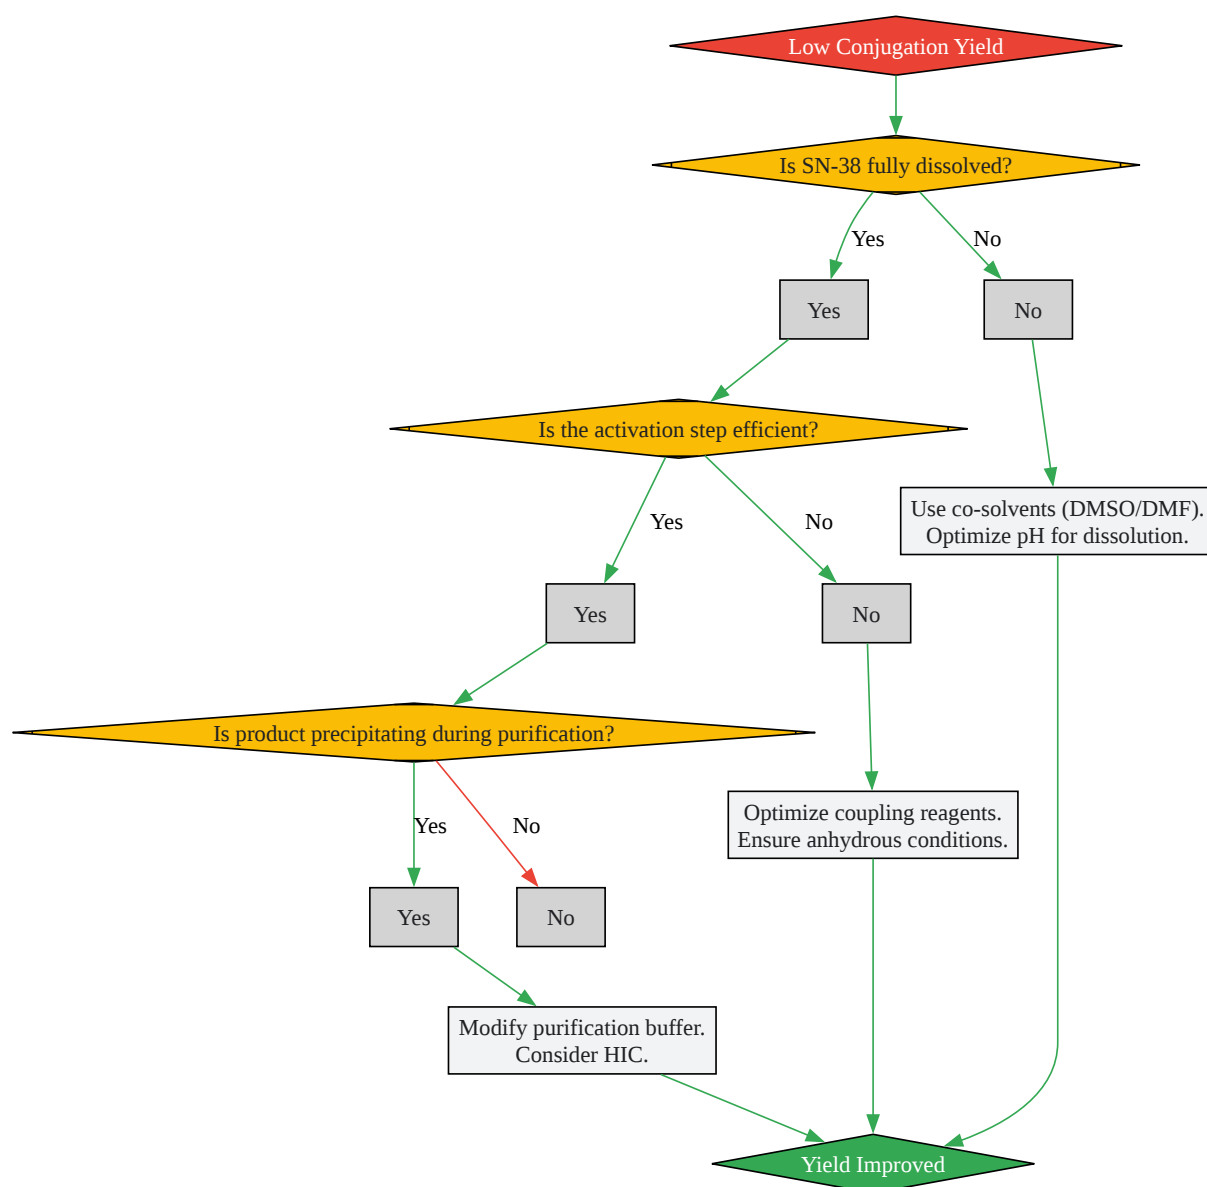 Low Conjugation Yield
Is SN-38 fully dissolved?
Yes
No
Yes
No
Is the activation step efficient?
Use co-solvents (DMSO/DMF).
Optimize pH for dissolution.
Yes
No
Yes
No
Is product precipitating during purification?
Optimize coupling reagents.
Ensure anhydrous conditions.
Yes
No
Yes
No
Modify purification buffer.
Consider HIC.
Yield Improved